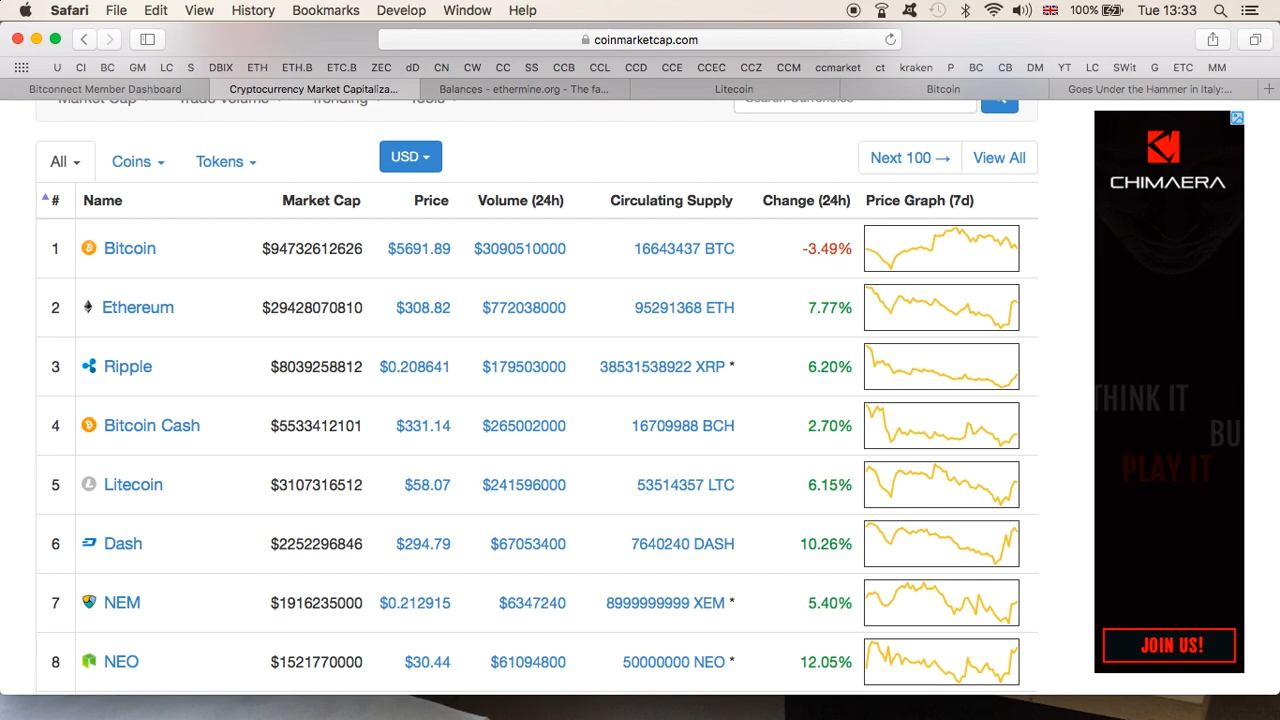 Safari File Edit View History Bookmarks Develop Window Help 100% Tue 13:33
coinmarketcap.com
U CI BC GM LC S DBIX ETH ETH.B ETC.B ZEC dD CN CW CC SS CCB CCL CCD CCE CCEC CCZ CCM ccmarket ct kraken P BC CB DM YT LC SWit G ETC MM
Bitconnect Member Dashboard Cryptocurrency Market Capitaliza... Balances - ethermine.org - The fa... Litecoin Bitcoin Goes Under the Hammer in Italy:...
Market Cap Trade Volume Trending Tools Search Currencies
All Coins Tokens USD Next 100 → View All
# Name Market Cap Price Volume (24h) Circulating Supply Change (24h) Price Graph (7d)
1 Bitcoin $94732612626 $5691.89 $3090510000 16643437 BTC -3.49%
2 Ethereum $29428070810 $308.82 $772038000 95291368 ETH 7.77%
3 Ripple $8039258812 $0.208641 $179503000 38531538922 XRP * 6.20%
4 Bitcoin Cash $5533412101 $331.14 $265002000 16709988 BCH 2.70%
5 Litecoin $3107316512 $58.07 $241596000 53514357 LTC 6.15%
6 Dash $2252296846 $294.79 $67053400 7640240 DASH 10.26%
7 NEM $1916235000 $0.212915 $6347240 8999999999 XEM * 5.40%
8 NEO $1521770000 $30.44 $61094800 50000000 NEO * 12.05%
CHIMAERA
THINK IT
BU
PLAY IT
JOIN US!